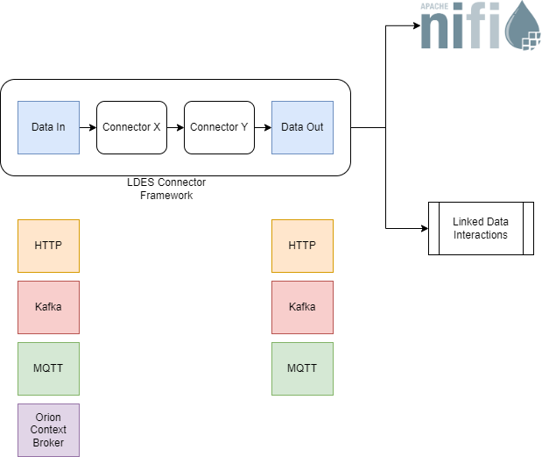 APACHE
nifi
Data In
Connector X
Connector Y
Data Out
LDES Connector
Framework
Linked Data
Interactions
HTTP
HTTP
Kafka
Kafka
MQTT
MQTT
Orion
Context
Broker